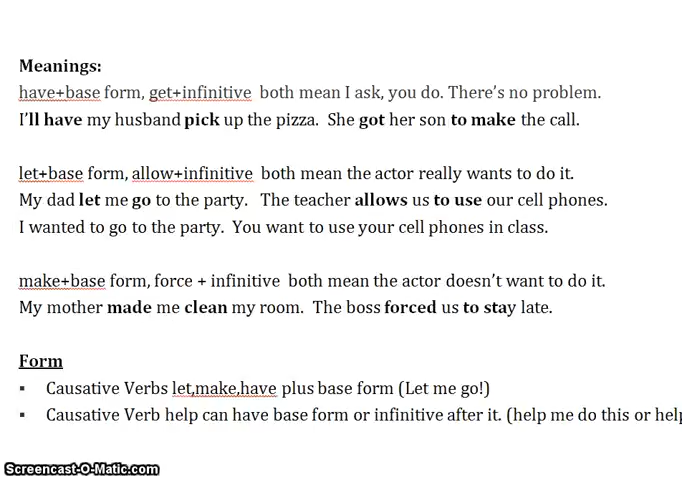 Meanings:
have+base form, get+infinitive both mean I ask, you do. There's no problem.
I'll have my husband pick up the pizza. She got her son to make the call.
let+base form, allow+infinitive both mean the actor really wants to do it.
My dad let me go to the party. The teacher allows us to use our cell phones.
I wanted to go to the party. You want to use your cell phones in class.
make+base form, force + infinitive both mean the actor doesn't want to do it.
My mother made me clean my room. The boss forced us to stay late.
Form
▪ Causative Verbs let,make,have plus base form (Let me go!)
▪ Causative Verb help can have base form or infinitive after it. (help me do this or help
Screencast-O-Matic.com